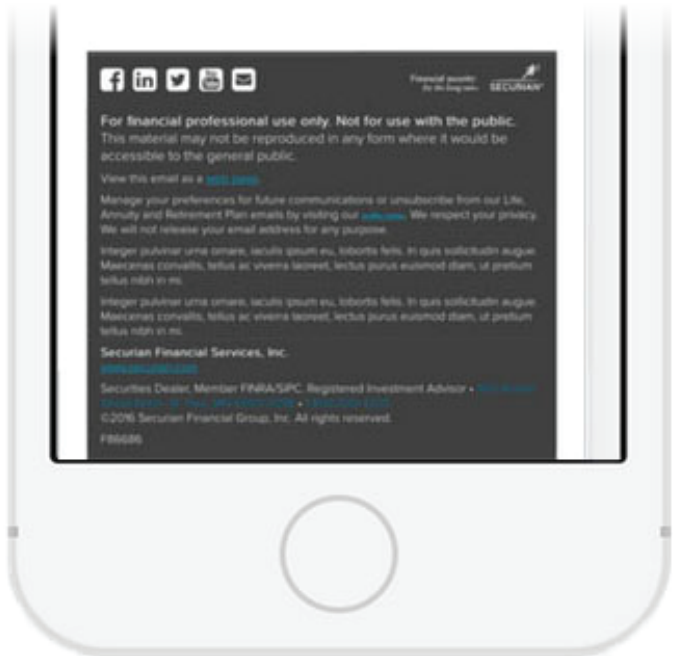 Financial security
for the long run®
SECURIAN®
For financial professional use only. Not for use with the public.
This material may not be reproduced in any form where it would be
accessible to the general public.
View this email as a web page.
Manage your preferences for future communications or unsubscribe from our Life,
Annuity and Retirement Plan emails by visiting our We respect your privacy.
We will not release your email address for any purpose.
Integer pulvinar urna ornare, iaculis ipsum eu, lobortis felis. In quis sollicitudin augue.
Maecenas convallis, tellus ac viverra laoreet, lectus purus euismod diam, ut pretium
tellus nibh in mi.
Integer pulvinar urna ornare, iaculis ipsum eu, lobortis felis. In quis sollicitudin augue.
Maecenas convallis, tellus ac viverra laoreet, lectus purus euismod diam, ut pretium
tellus nibh in mi.
Securian Financial Services, Inc.
Securities Dealer, Member FINRA/SIPC. Registered Investment Advisor •
©2016 Securian Financial Group, Inc. All rights reserved.
F86686